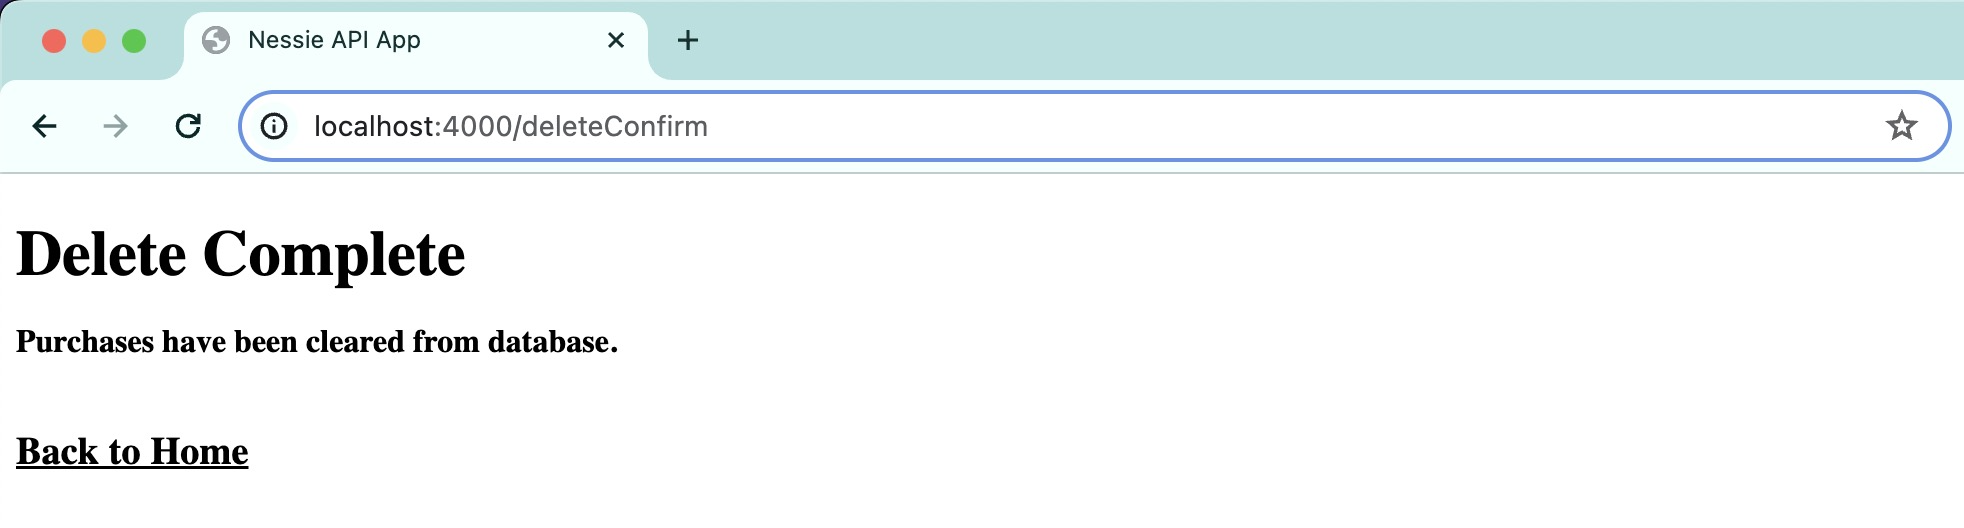 Nessie API App
localhost:4000/deleteConfirm
Delete Complete
Purchases have been cleared from database.
Back to Home